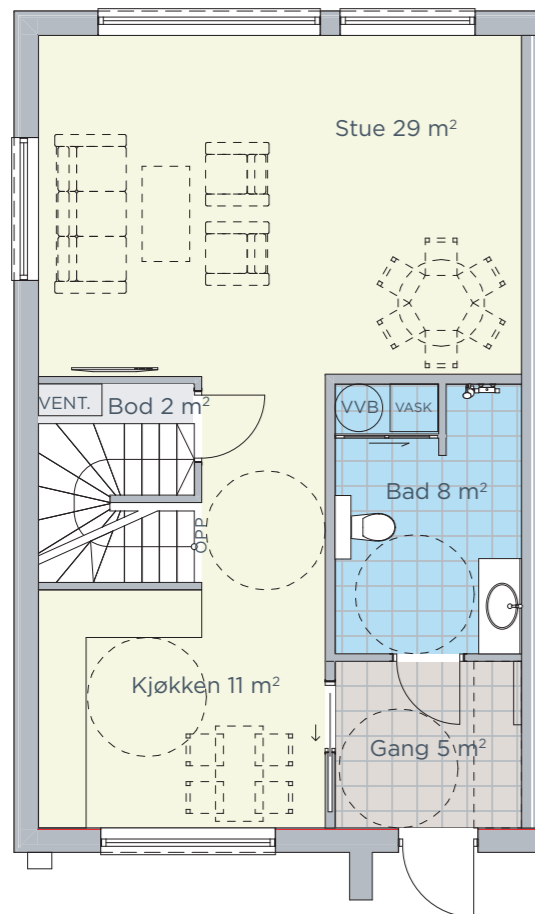 Stue 29 m²
VENT.
Bod 2 m²
VVB
VASK
Bad 8 m²
OPP
Kjøkken 11 m²
Gang 5 m²